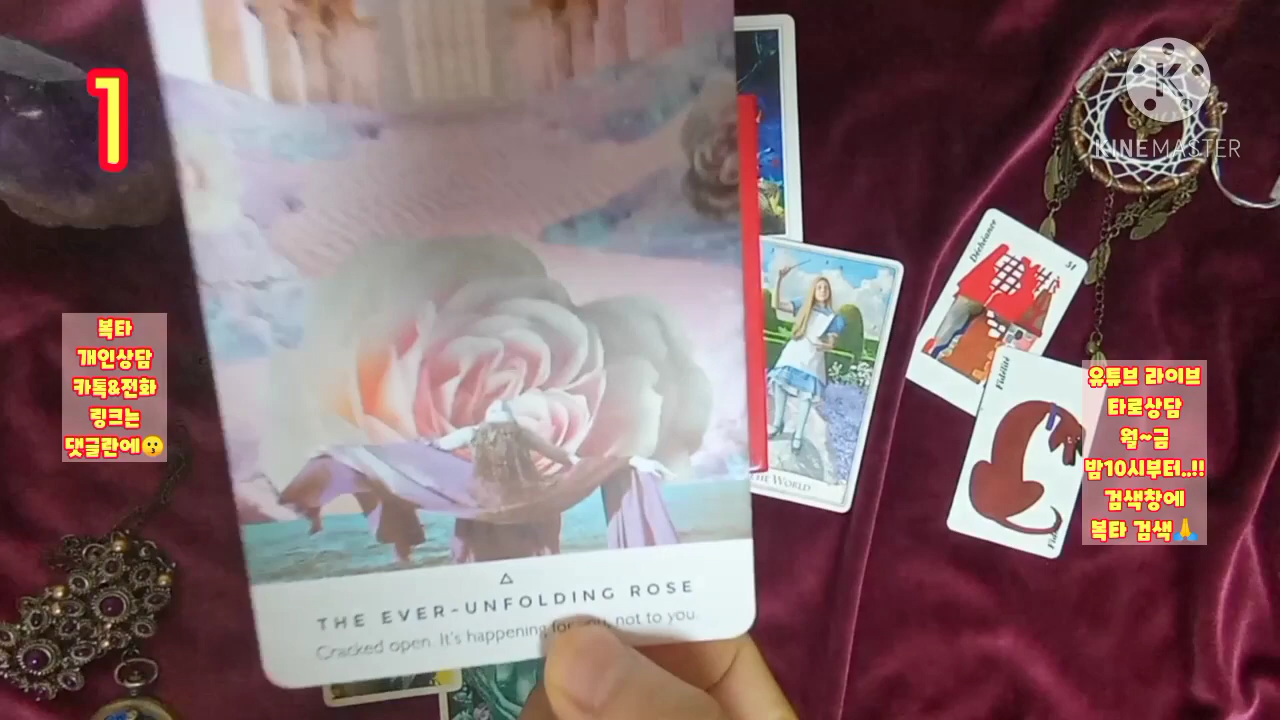 1
KINEMASTER
K
Déchéance
51
복타
개인상담
카톡&전화
링크는
댓글란에😗
유튜브 라이브
타로상담
월~금
밤10시부터..!!
검색창에
복타 검색🙏
Fidélité
THE WORLD
THE EVER-UNFOLDING ROSE
Cracked open. It's happening for you, not to you.